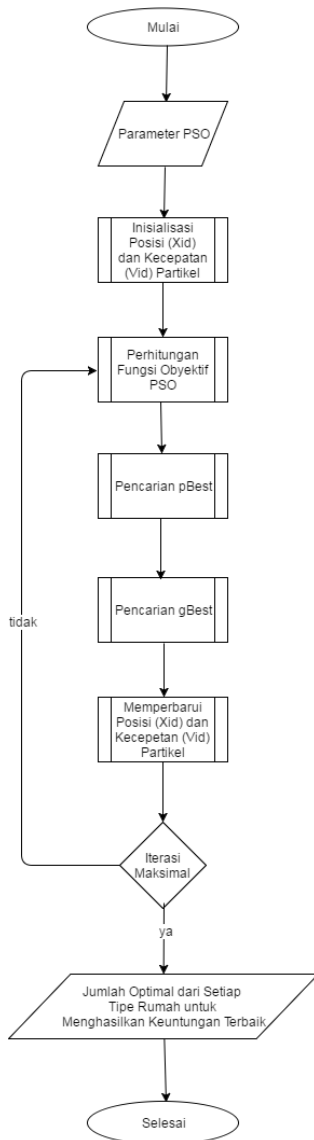 Mulai
Parameter PSO
Inisialisasi
Posisi (Xid)
dan Kecepatan
(Vid) Partikel
Perhitungan
Fungsi Obyektif
PSO
Pencarian pBest
Pencarian gBest
tidak
Memperbarui
Posisi (Xid) dan
Kecepetan (Vid)
Partikel
Iterasi
Maksimal
ya
Jumlah Optimal dari Setiap
Tipe Rumah untuk
Menghasilkan Keuntungan Terbaik
Selesai